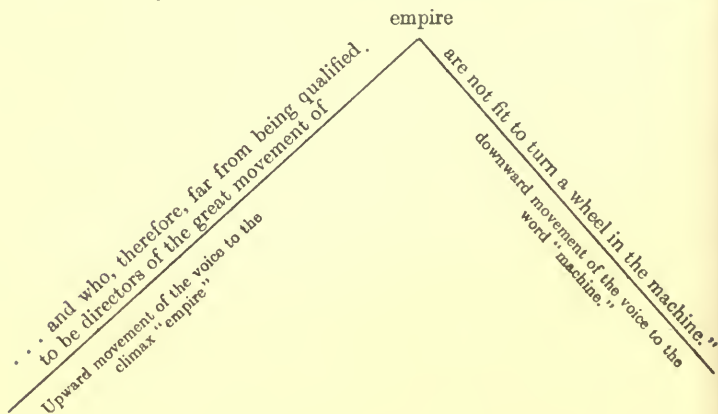 empire
. . . and who, therefore, far from being qualified .
to be directors of the great movement of
Upward movement of the voice to the
climax "empire"
are not fit to turn a wheel in the machine."
downward movement of the voice to the
word "machine."